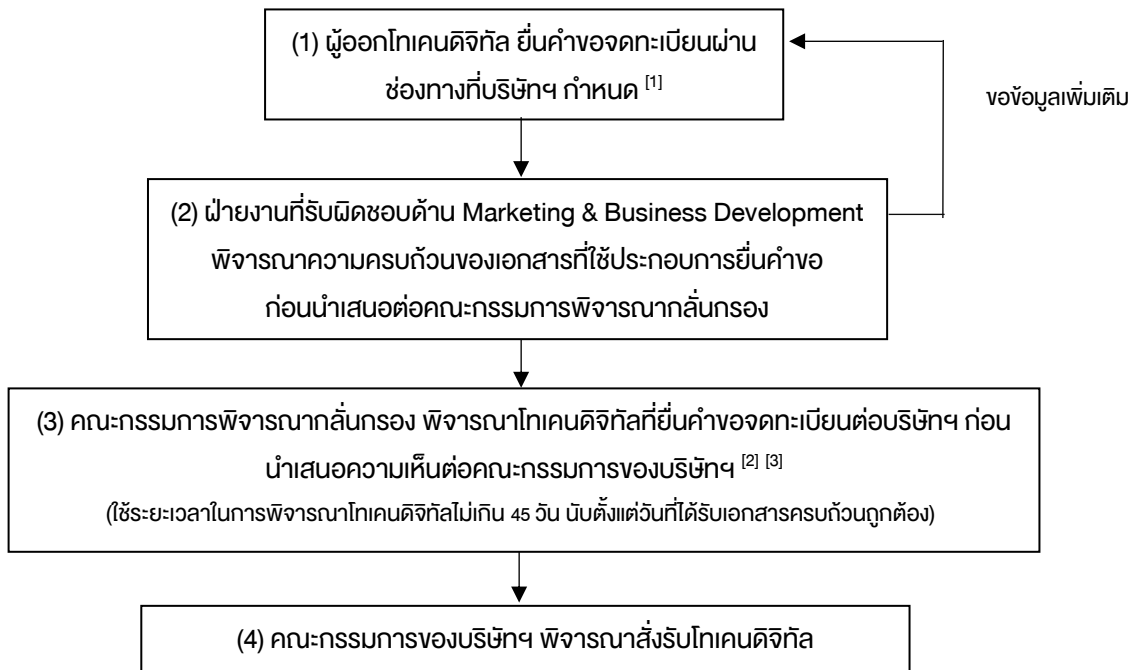 (1) ผู้ออกโทเคนดิจิทัล ยื่นคำขอจดทะเบียนผ่าน
ช่องทางที่บริษัทฯ กำหนด [1]
ขอข้อมูลเพิ่มเติม
(2) ฝ่ายงานที่รับผิดชอบด้าน Marketing & Business Development
พิจารณาความครบถ้วนของเอกสารที่ใช้ประกอบการยื่นคำขอ
ก่อนนำเสนอต่อคณะกรรมการพิจารณากลั่นกรอง
(3) คณะกรรมการพิจารณากลั่นกรอง พิจารณาโทเคนดิจิทัลที่ยื่นคำขอจดทะเบียนต่อบริษัทฯ ก่อน
นำเสนอความเห็นต่อคณะกรรมการของบริษัทฯ [2] [3]
(ใช้ระยะเวลาในการพิจารณาโทเคนดิจิทัลไม่เกิน 45 วัน นับตั้งแต่วันที่ได้รับเอกสารครบถ้วนถูกต้อง)
(4) คณะกรรมการของบริษัทฯ พิจารณาสั่งรับโทเคนดิจิทัล